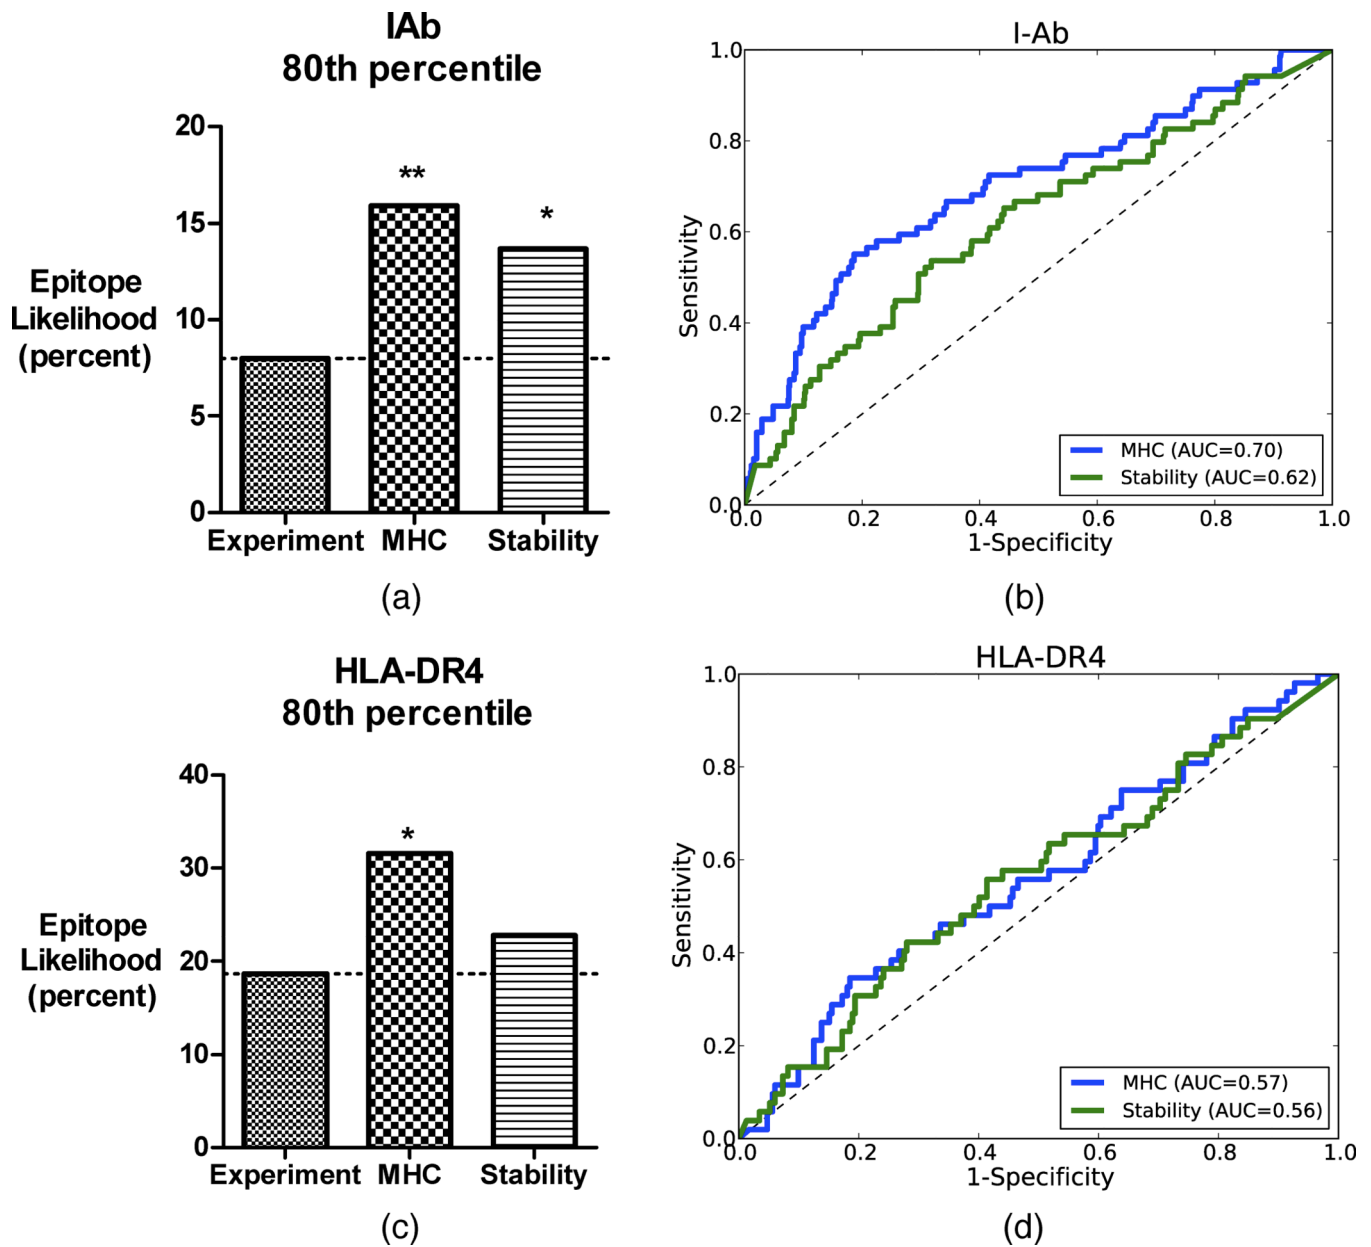 IAb
80th percentile
20
15
10
5
0
Epitope
Likelihood
(percent)
**
*
Experiment MHC Stability
(a)
I-Ab
1.0
0.8
0.6
0.4
0.2
0.0
Sensitivity
MHC (AUC=0.70)
Stability (AUC=0.62)
0.0 0.2 0.4 0.6 0.8 1.0
1-Specificity
(b)
HLA-DR4
80th percentile
40
30
20
10
0
Epitope
Likelihood
(percent)
*
Experiment MHC Stability
(c)
HLA-DR4
1.0
0.8
0.6
0.4
0.2
0.0
Sensitivity
MHC (AUC=0.57)
Stability (AUC=0.56)
0.0 0.2 0.4 0.6 0.8 1.0
1-Specificity
(d)